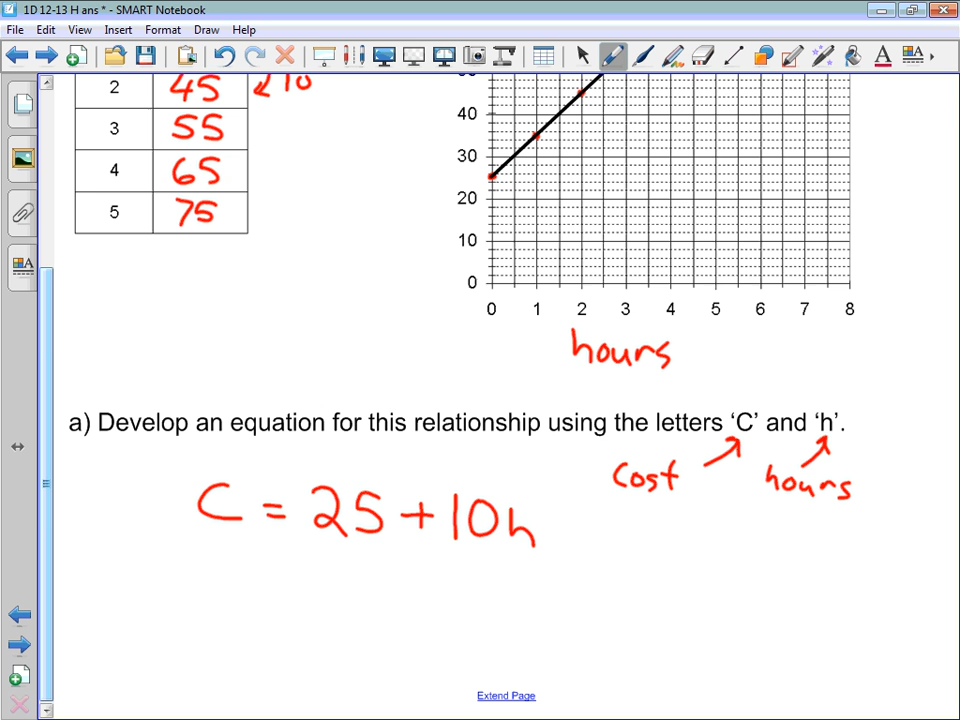 1D 12-13 H ans * - SMART Notebook
File Edit View Insert Format Draw Help
2 45 10
3 55
4 65
5 75
40
30
20
10
0
0 1 2 3 4 5 6 7 8
hours
a) Develop an equation for this relationship using the letters ‘C’ and ‘h’.
cost hours
C = 25 + 10h
Extend Page